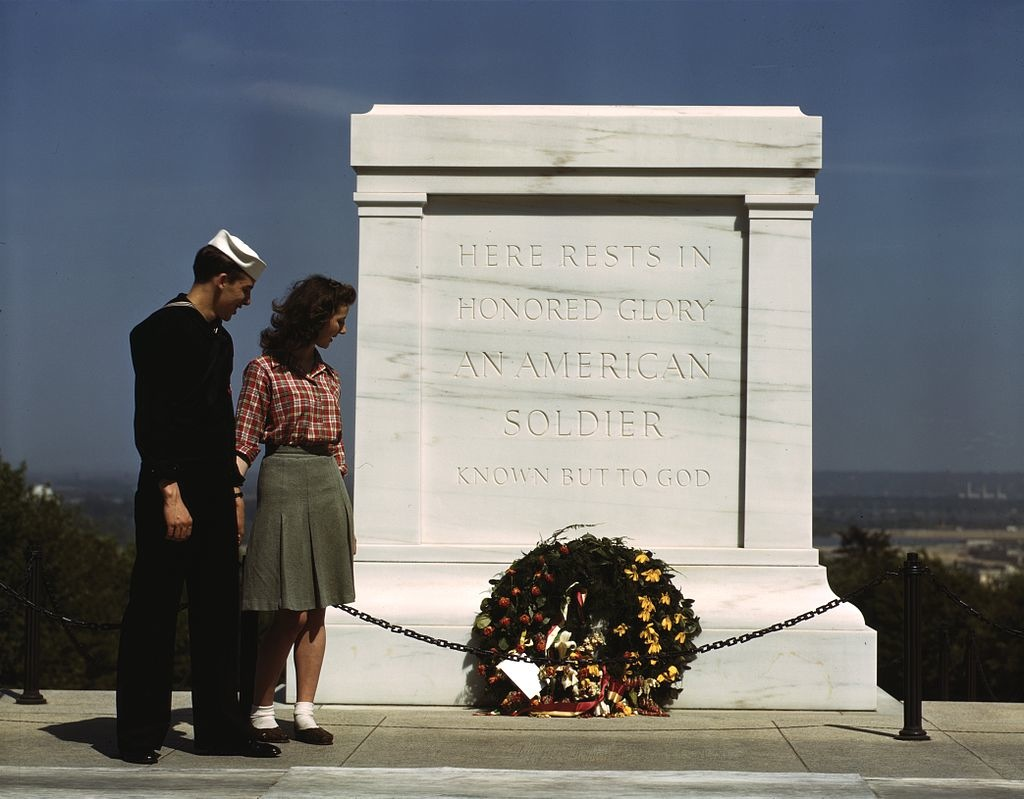 HERE RESTS IN
HONORED GLORY
AN AMERICAN
SOLDIER
KNOWN BUT TO GOD